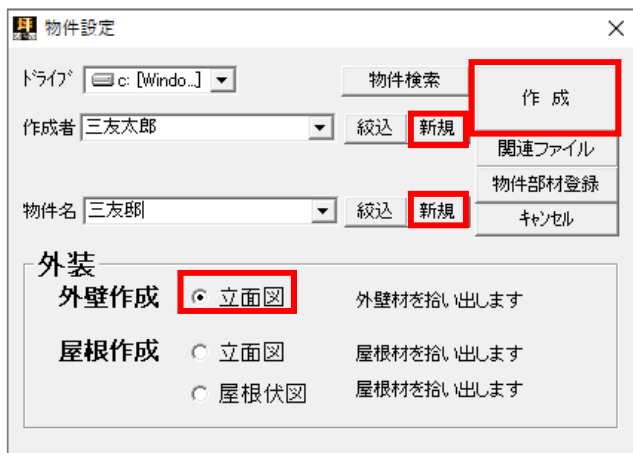 物件設定
ﾄﾞﾗｲﾌﾞ c: [Windo...] 物件検索 作 成
作成者 三友太郎 絞込 新規
関連ファイル
物件部材登録
物件名 三友邸 絞込 新規 ｷｬﾝｾﾙ
外装
外壁作成 立面図 外壁材を拾い出します
屋根作成 立面図 屋根材を拾い出します
屋根伏図 屋根材を拾い出します